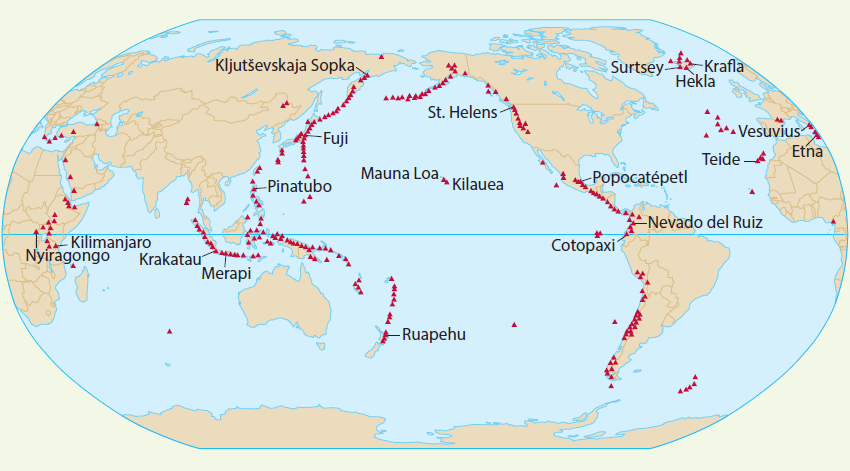 Kljutševskaja Sopka
Surtsey
Krafla
Hekla
St. Helens
Vesuvius
Fuji
Etna
Teide
Mauna Loa
Kilauea
Popocatépetl
Pinatubo
Nevado del Ruiz
Kilimanjaro
Cotopaxi
Nyiragongo
Krakatau
Merapi
Ruapehu